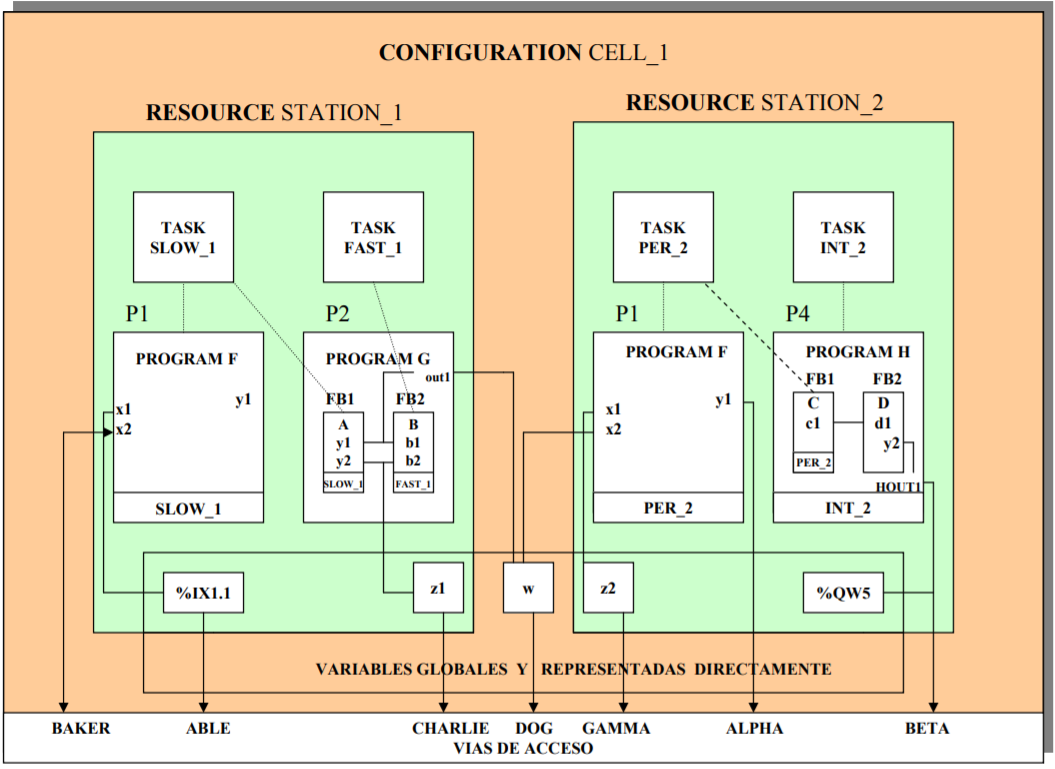 CONFIGURATION CELL_1
RESOURCE STATION_1
RESOURCE STATION_2
TASK
SLOW_1
TASK
FAST_1
TASK
PER_2
TASK
INT_2
P1
P2
P1
P4
PROGRAM F
x1
x2
y1
SLOW_1
PROGRAM G
out1
FB1
FB2
A
y1
y2
SLOW_1
B
b1
b2
FAST_1
PROGRAM F
x1
x2
y1
PER_2
PROGRAM H
FB1
FB2
C
c1
PER_2
D
d1
y2
HOUT1
INT_2
%IX1.1
z1
w
z2
%QW5
VARIABLES GLOBALES Y REPRESENTADAS DIRECTAMENTE
BAKER
ABLE
CHARLIE
DOG
GAMMA
ALPHA
BETA
VIAS DE ACCESO